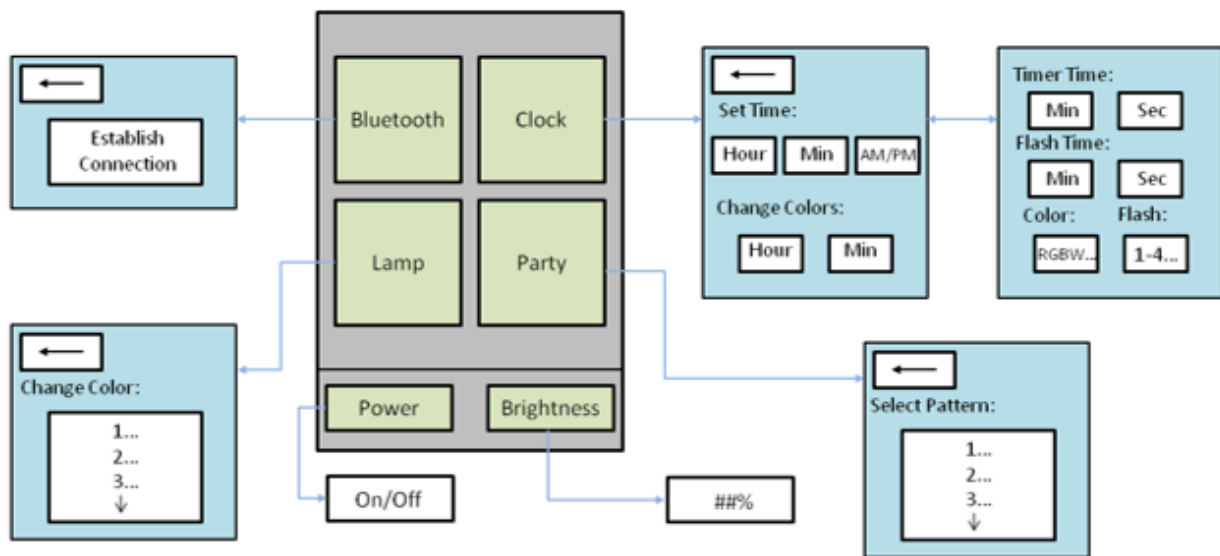 Bluetooth
Clock
Lamp
Party
Power
Brightness
Establish
Connection
Set Time:
Hour
Min
AM/PM
Change Colors:
Hour
Min
Timer Time:
Min
Sec
Flash Time:
Min
Sec
Color:
Flash:
RGBW...
1-4...
Change Color:
1...
2...
3...
On/Off
##%
Select Pattern:
1...
2...
3...